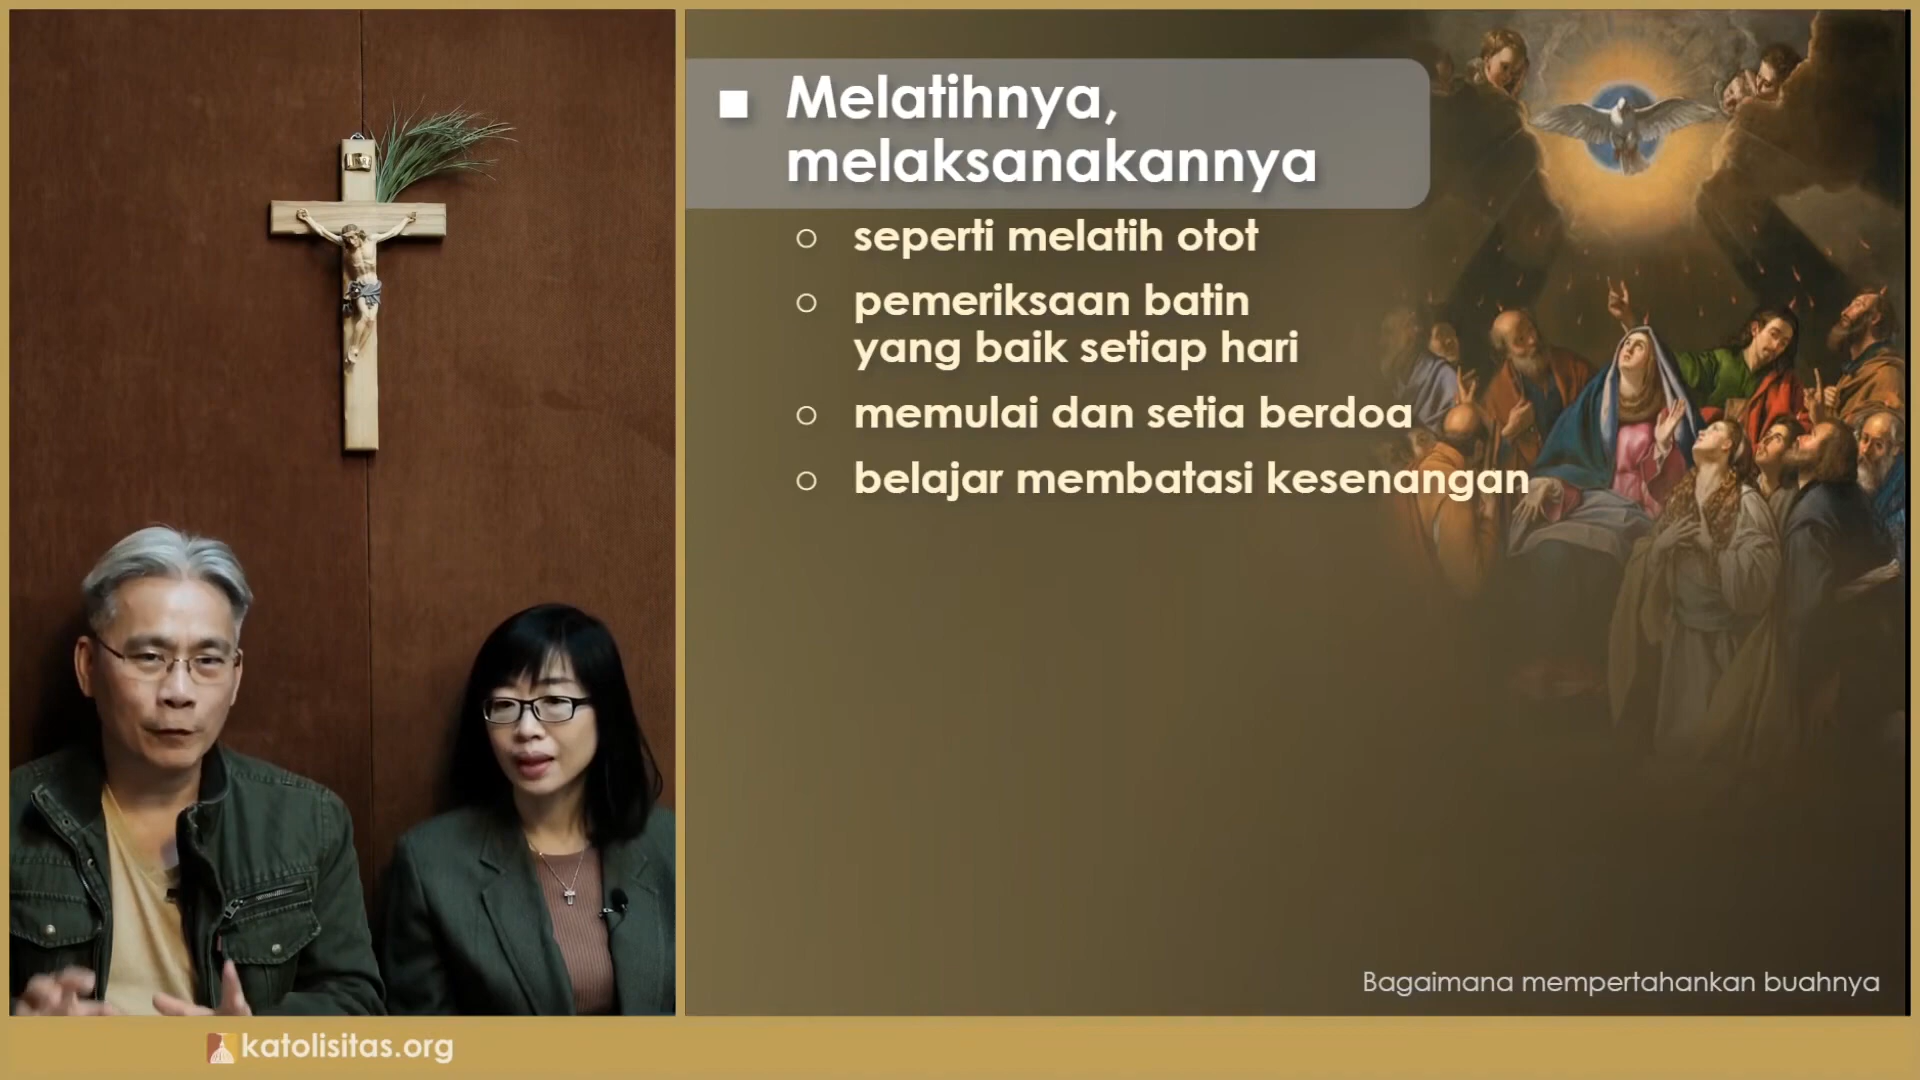 ■ Melatihnya,
melaksanakannya
○ seperti melatih otot
○ pemeriksaan batin
yang baik setiap hari
○ memulai dan setia berdoa
○ belajar membatasi kesenangan
Bagaimana mempertahankan buahnya
katolisitas.org